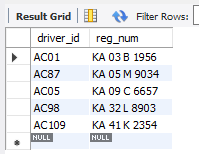 Result Grid Filter Rows:
driver_id reg_num
AC01 KA 03 B 1956
AC87 KA 05 M 9034
AC05 KA 09 C 6657
AC98 KA 32 L 8903
AC109 KA 41 K 2354
NULL NULL